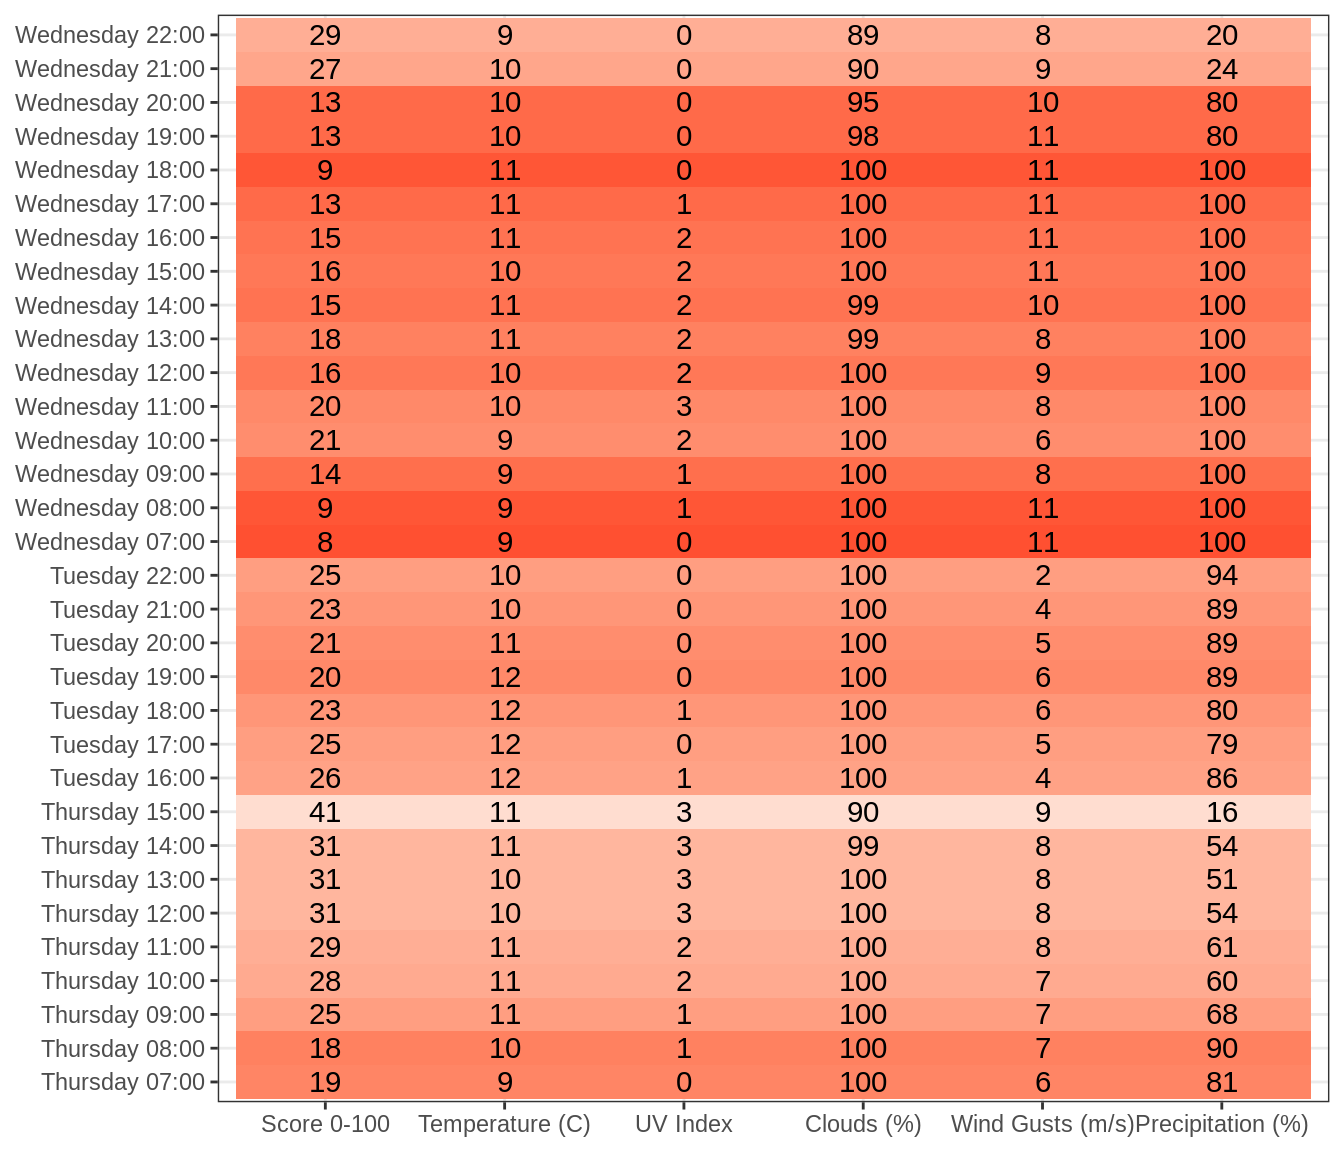 Wednesday 22:00 29 9 0 89 8 20
Wednesday 21:00 27 10 0 90 9 24
Wednesday 20:00 13 10 0 95 10 80
Wednesday 19:00 13 10 0 98 11 80
Wednesday 18:00 9 11 0 100 11 100
Wednesday 17:00 13 11 1 100 11 100
Wednesday 16:00 15 11 2 100 11 100
Wednesday 15:00 16 10 2 100 11 100
Wednesday 14:00 15 11 2 99 10 100
Wednesday 13:00 18 11 2 99 8 100
Wednesday 12:00 16 10 2 100 9 100
Wednesday 11:00 20 10 3 100 8 100
Wednesday 10:00 21 9 2 100 6 100
Wednesday 09:00 14 9 1 100 8 100
Wednesday 08:00 9 9 1 100 11 100
Wednesday 07:00 8 9 0 100 11 100
Tuesday 22:00 25 10 0 100 2 94
Tuesday 21:00 23 10 0 100 4 89
Tuesday 20:00 21 11 0 100 5 89
Tuesday 19:00 20 12 0 100 6 89
Tuesday 18:00 23 12 1 100 6 80
Tuesday 17:00 25 12 0 100 5 79
Tuesday 16:00 26 12 1 100 4 86
Thursday 15:00 41 11 3 90 9 16
Thursday 14:00 31 11 3 99 8 54
Thursday 13:00 31 10 3 100 8 51
Thursday 12:00 31 10 3 100 8 54
Thursday 11:00 29 11 2 100 8 61
Thursday 10:00 28 11 2 100 7 60
Thursday 09:00 25 11 1 100 7 68
Thursday 08:00 18 10 1 100 7 90
Thursday 07:00 19 9 0 100 6 81
Score 0-100 Temperature (C) UV Index Clouds (%) Wind Gusts (m/s) Precipitation (%)